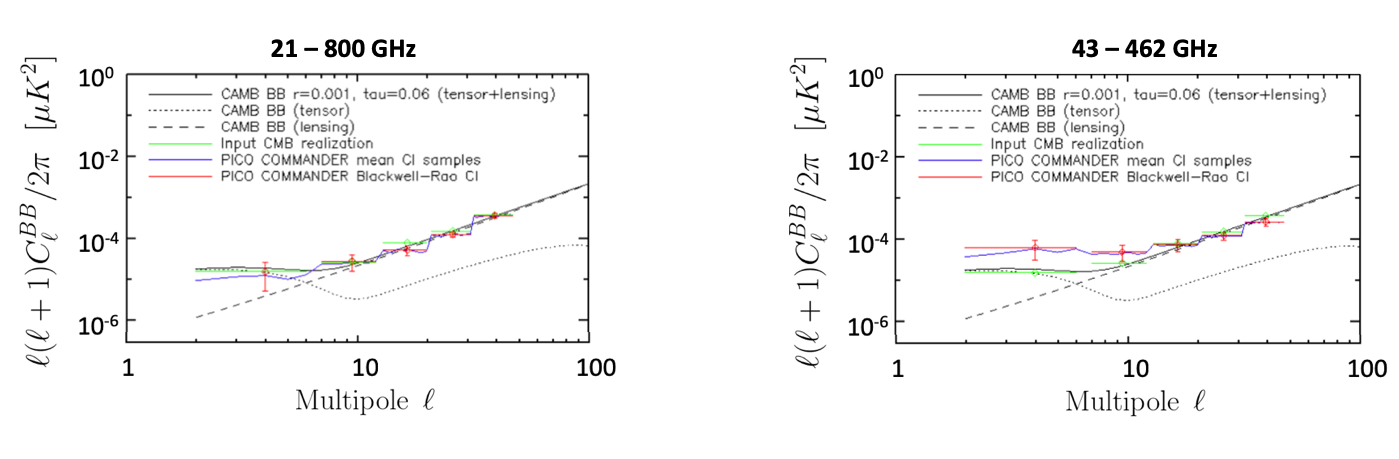 21 – 800 GHz
ℓ(ℓ + 1)C_ℓ^{BB}/2π [μK²]
10⁰
10⁻²
10⁻⁴
10⁻⁶
CAMB BB r=0.001, tau=0.06 (tensor+lensing)
CAMB BB (tensor)
CAMB BB (lensing)
Input CMB realization
PICO COMMANDER mean Cl samples
PICO COMMANDER Blackwell-Rao Cl
1 10 100
Multipole ℓ
43 – 462 GHz
ℓ(ℓ + 1)C_ℓ^{BB}/2π [μK²]
10⁰
10⁻²
10⁻⁴
10⁻⁶
CAMB BB r=0.001, tau=0.06 (tensor+lensing)
CAMB BB (tensor)
CAMB BB (lensing)
Input CMB realization
PICO COMMANDER mean Cl samples
PICO COMMANDER Blackwell-Rao Cl
1 10 100
Multipole ℓ